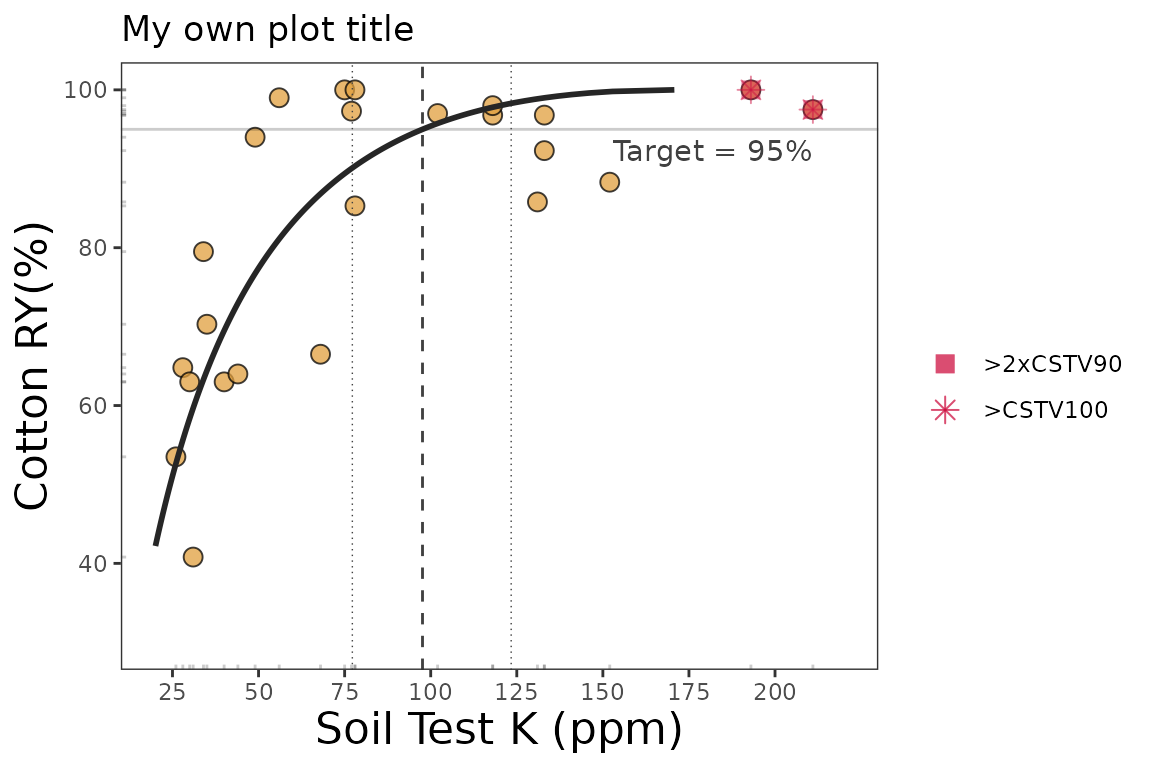 My own plot title
Cotton RY(%)
100
80
60
40
Target = 95%
25 50 75 100 125 150 175 200
Soil Test K (ppm)
>2xCSTV90
>CSTV100